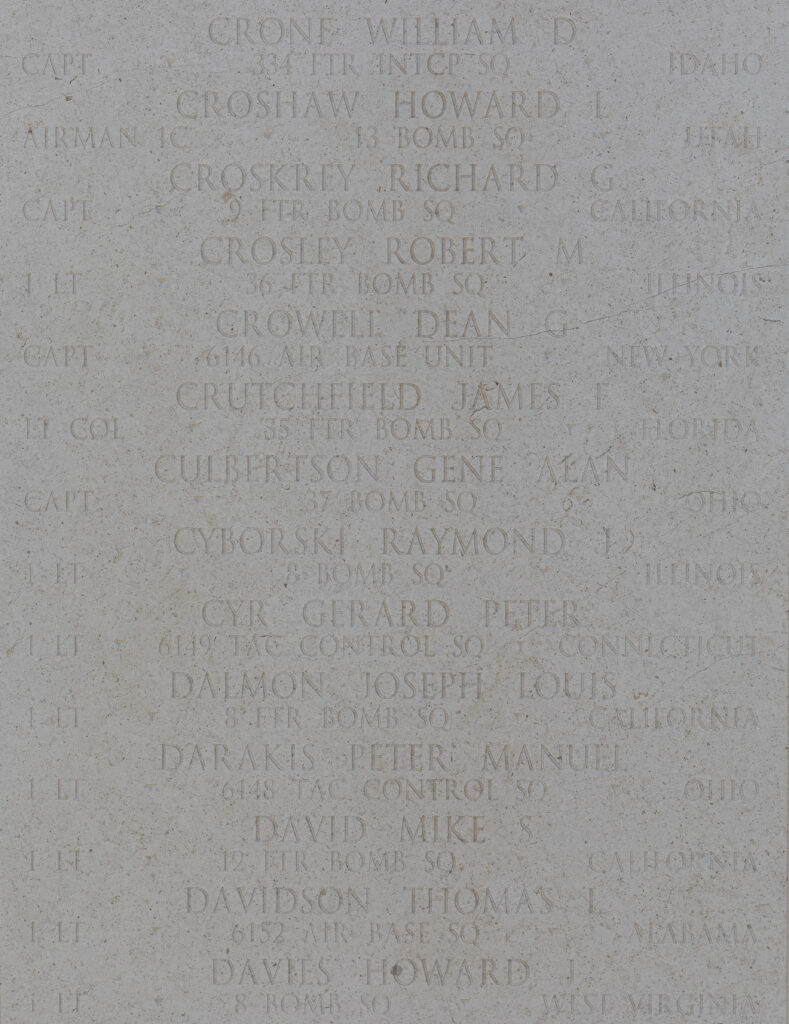 CRONE WILLIAM D
CAPT 334 FTR INTCP SQ IDAHO
CROSHAW HOWARD L
AIRMAN 1C 13 BOMB SQ UTAH
CROSKREY RICHARD G
CAPT 9 FTR BOMB SQ CALIFORNIA
CROSLEY ROBERT M
1 LT 36 FTR BOMB SQ ILLINOIS
CROWELL DEAN G
CAPT 6146 AIR BASE UNIT NEW YORK
CRUTCHFIELD JAMES F
LT COL 35 FTR BOMB SQ FLORIDA
CULBERTSON GENE ALAN
CAPT 37 BOMB SQ OHIO
CYBORSKI RAYMOND
1 LT 8 BOMB SQ ILLINOIS
CYR GERARD PETER
1 LT 6149 TAC CONTROL SQ CONNECTICUT
DALMON JOSEPH LOUIS
1 LT 8 FTR BOMB SQ CALIFORNIA
DARAKIS PETER MANUEL
1 LT 6148 TAC CONTROL SQ OHIO
DAVID MIKE S
1 LT 12 FTR BOMB SQ CALIFORNIA
DAVIDSON THOMAS L
1 LT 6152 AIR BASE SQ ALABAMA
DAVIES HOWARD
1 LT 8 BOMB SQ WEST VIRGINIA